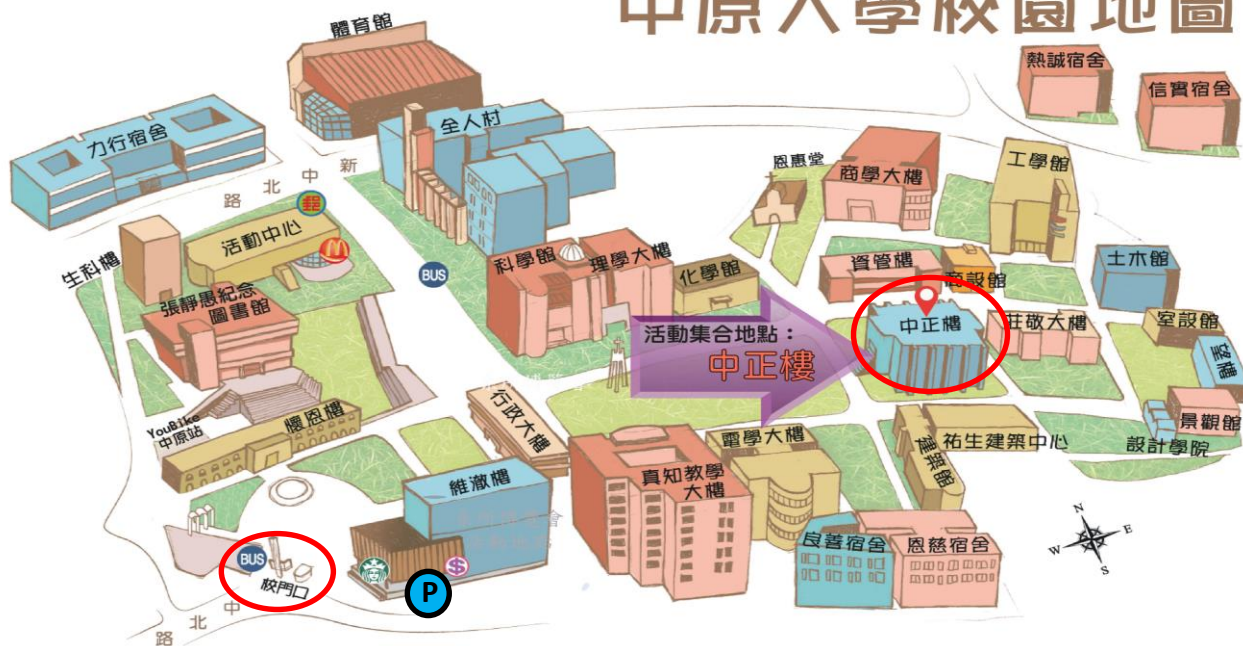 中原大學校園地圖
體育館
熱誠宿舍
信實宿舍
力行宿舍
全人村
恩惠堂
商學大樓
工學館
新中北路
郵
活動中心
生科樓
BUS
科學館
理學大樓
化學館
資管樓
商設館
土木館
張靜愚紀念
圖書館
活動集合地點：
中正樓
中正樓
莊敬大樓
室設館
望樓
YouBike
中原站
懷恩樓
行政大樓
電學大樓
祐生建築中心
景觀館
設計學院
建築館
真知教學
大樓
維澈樓
良善宿舍
恩慈宿舍
N
W
E
S
BUS
校門口
$
P
中北路